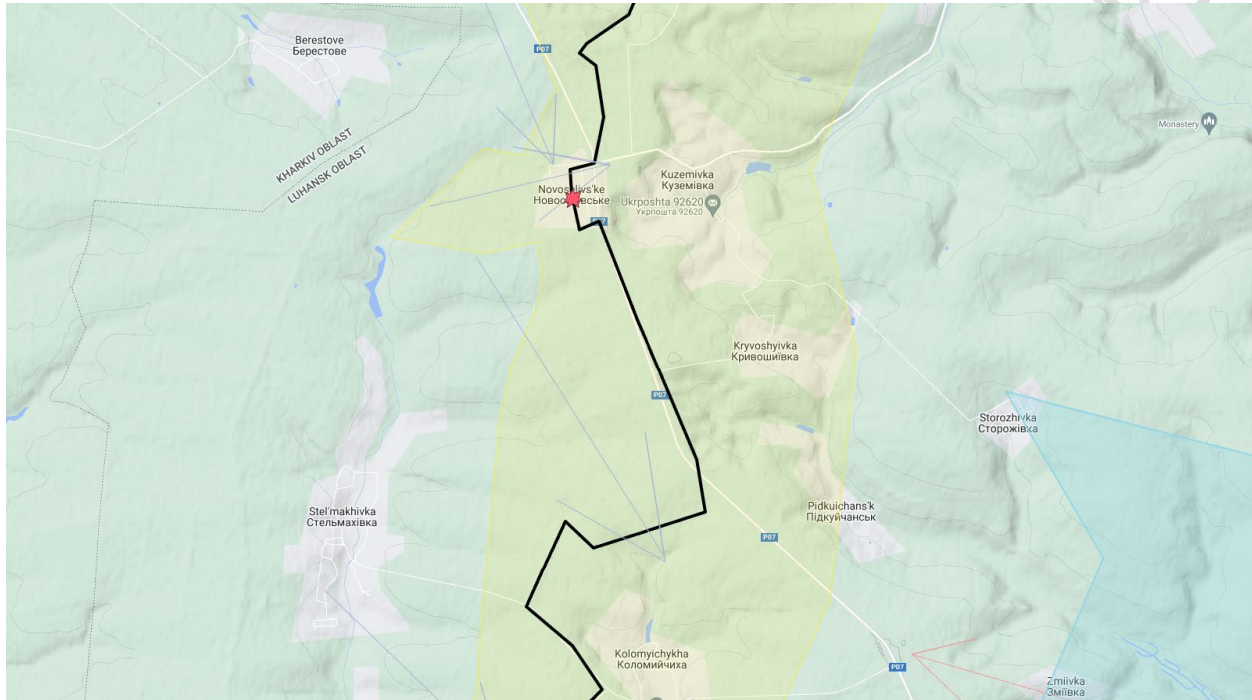 Berestove
Берестове
P07
KHARKIV OBLAST
LUHANSK OBLAST
Monastery
Kuzemivka
Куземівка
Ukrposhta 92620
Укрпошта 92620
P07
Kryvoshyivka
Кривошиївка
P07
Storozhivka
Сторожівка
Stel'makhivka
Стельмахівка
Pidkuichans'k
Підкуйчанськ
P07
Kolomyichykha
Коломийчиха
P07
Zmiivka
Зміївка